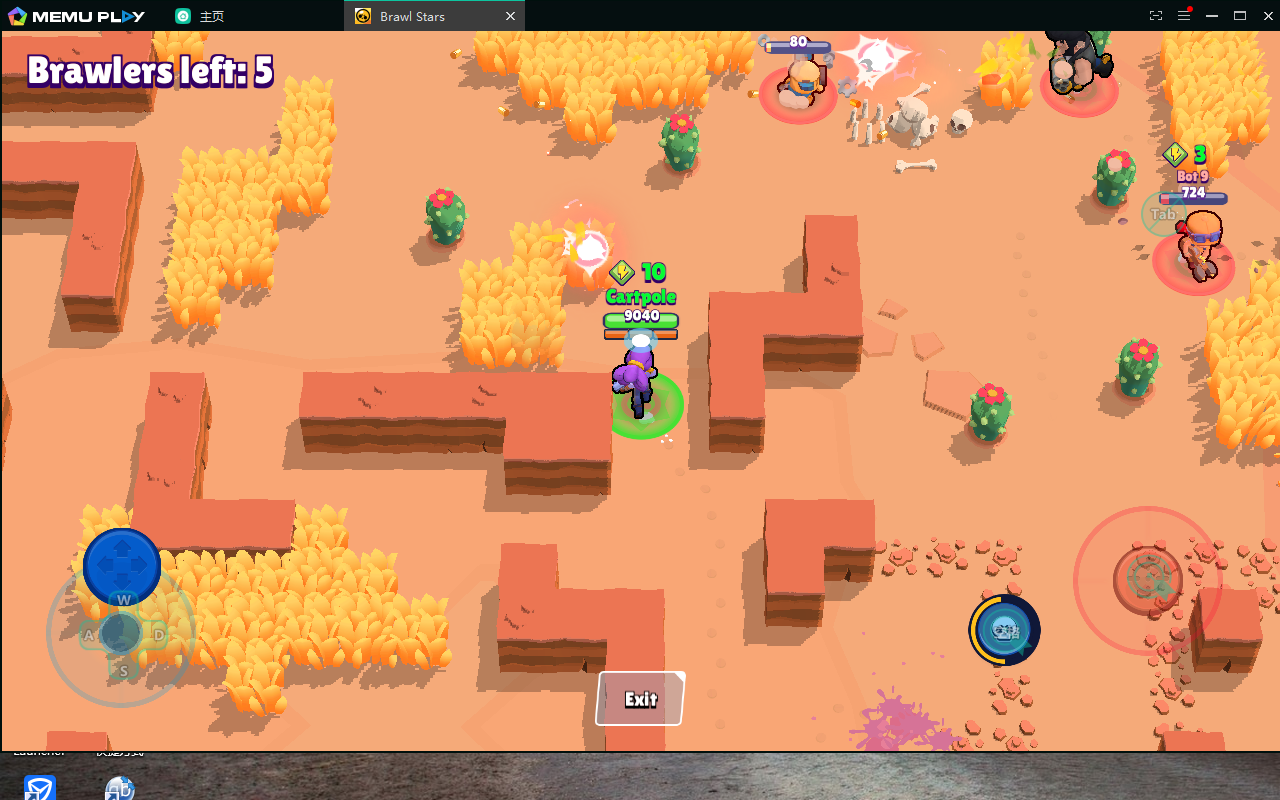 MEMU PLAY
主页
Brawl Stars
Brawlers left: 5
80
3
Bot 9
724
Tab
10
Cartpole
9040
W
A
D
S
Exit